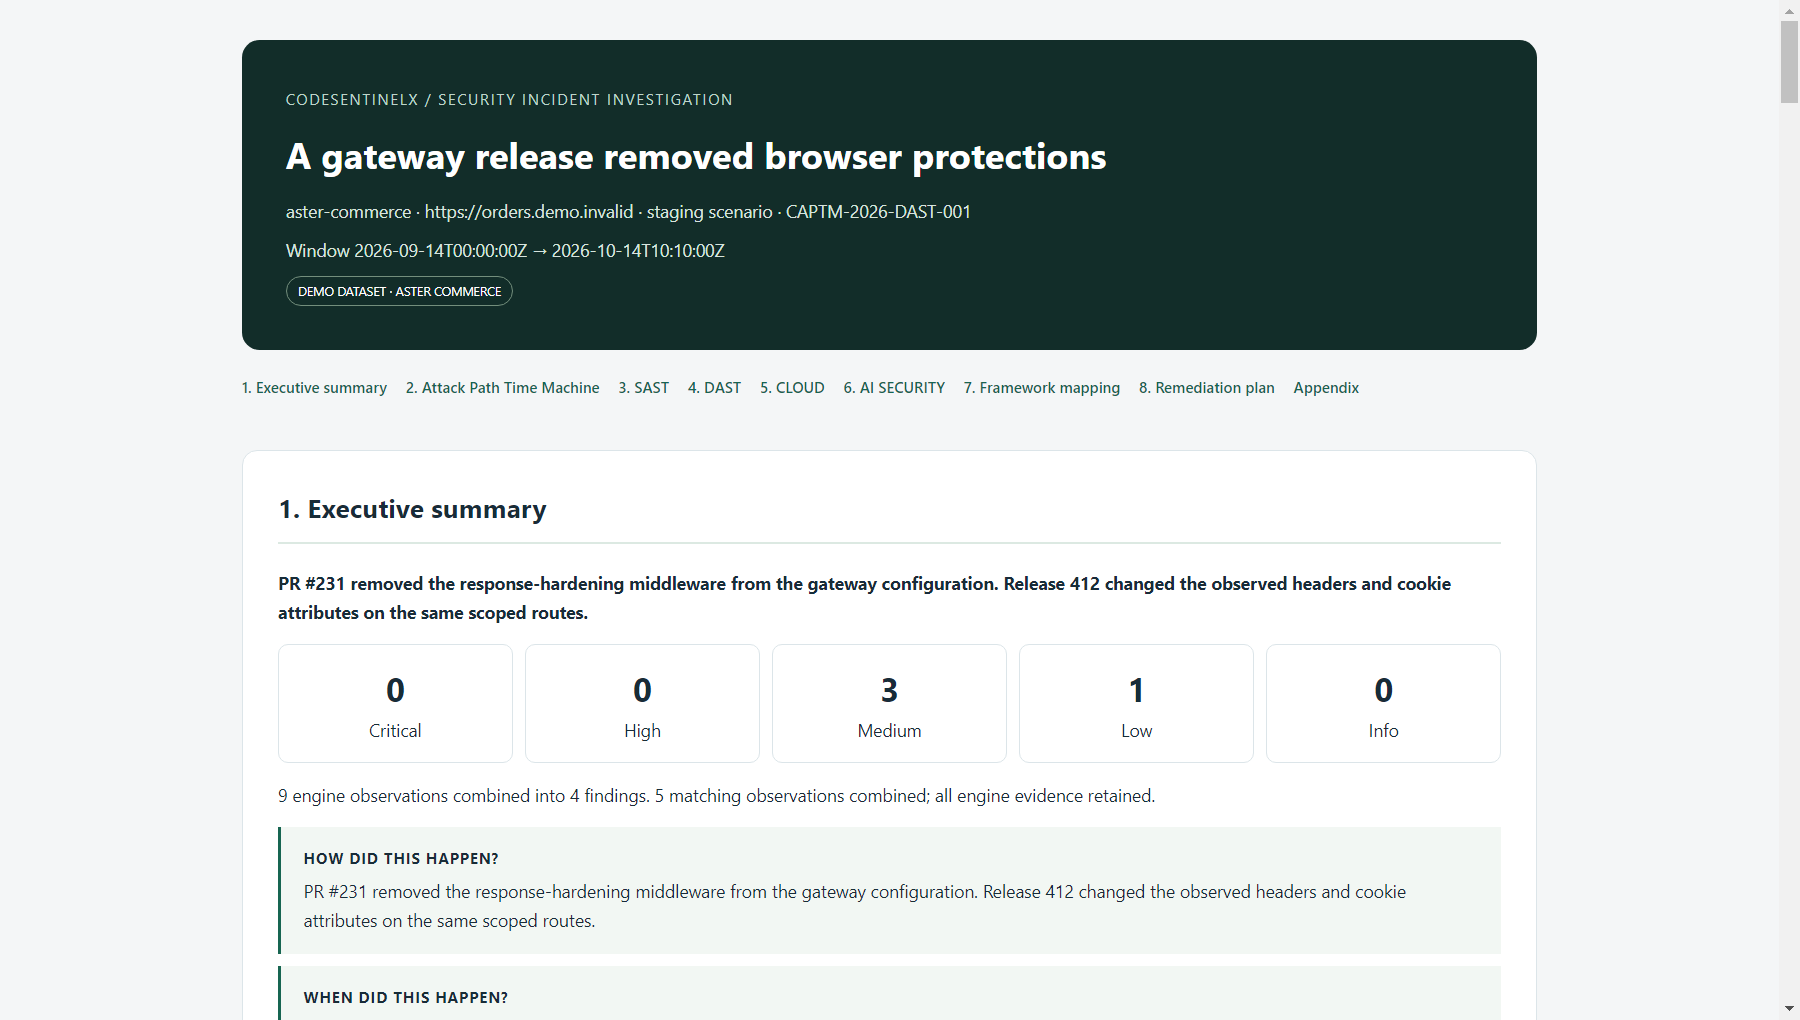 CODESENTINELX / SECURITY INCIDENT INVESTIGATION
A gateway release removed browser protections
aster-commerce · https://orders.demo.invalid · staging scenario · CAPTM-2026-DAST-001
Window 2026-09-14T00:00:00Z → 2026-10-14T10:10:00Z
DEMO DATASET · ASTER COMMERCE
1. Executive summary 2. Attack Path Time Machine 3. SAST 4. DAST 5. CLOUD 6. AI SECURITY 7. Framework mapping 8. Remediation plan Appendix
1. Executive summary
PR #231 removed the response-hardening middleware from the gateway configuration. Release 412 changed the observed headers and cookie
attributes on the same scoped routes.
0 0 3 1 0
Critical High Medium Low Info
9 engine observations combined into 4 findings. 5 matching observations combined; all engine evidence retained.
HOW DID THIS HAPPEN?
PR #231 removed the response-hardening middleware from the gateway configuration. Release 412 changed the observed headers and cookie
attributes on the same scoped routes.
WHEN DID THIS HAPPEN?